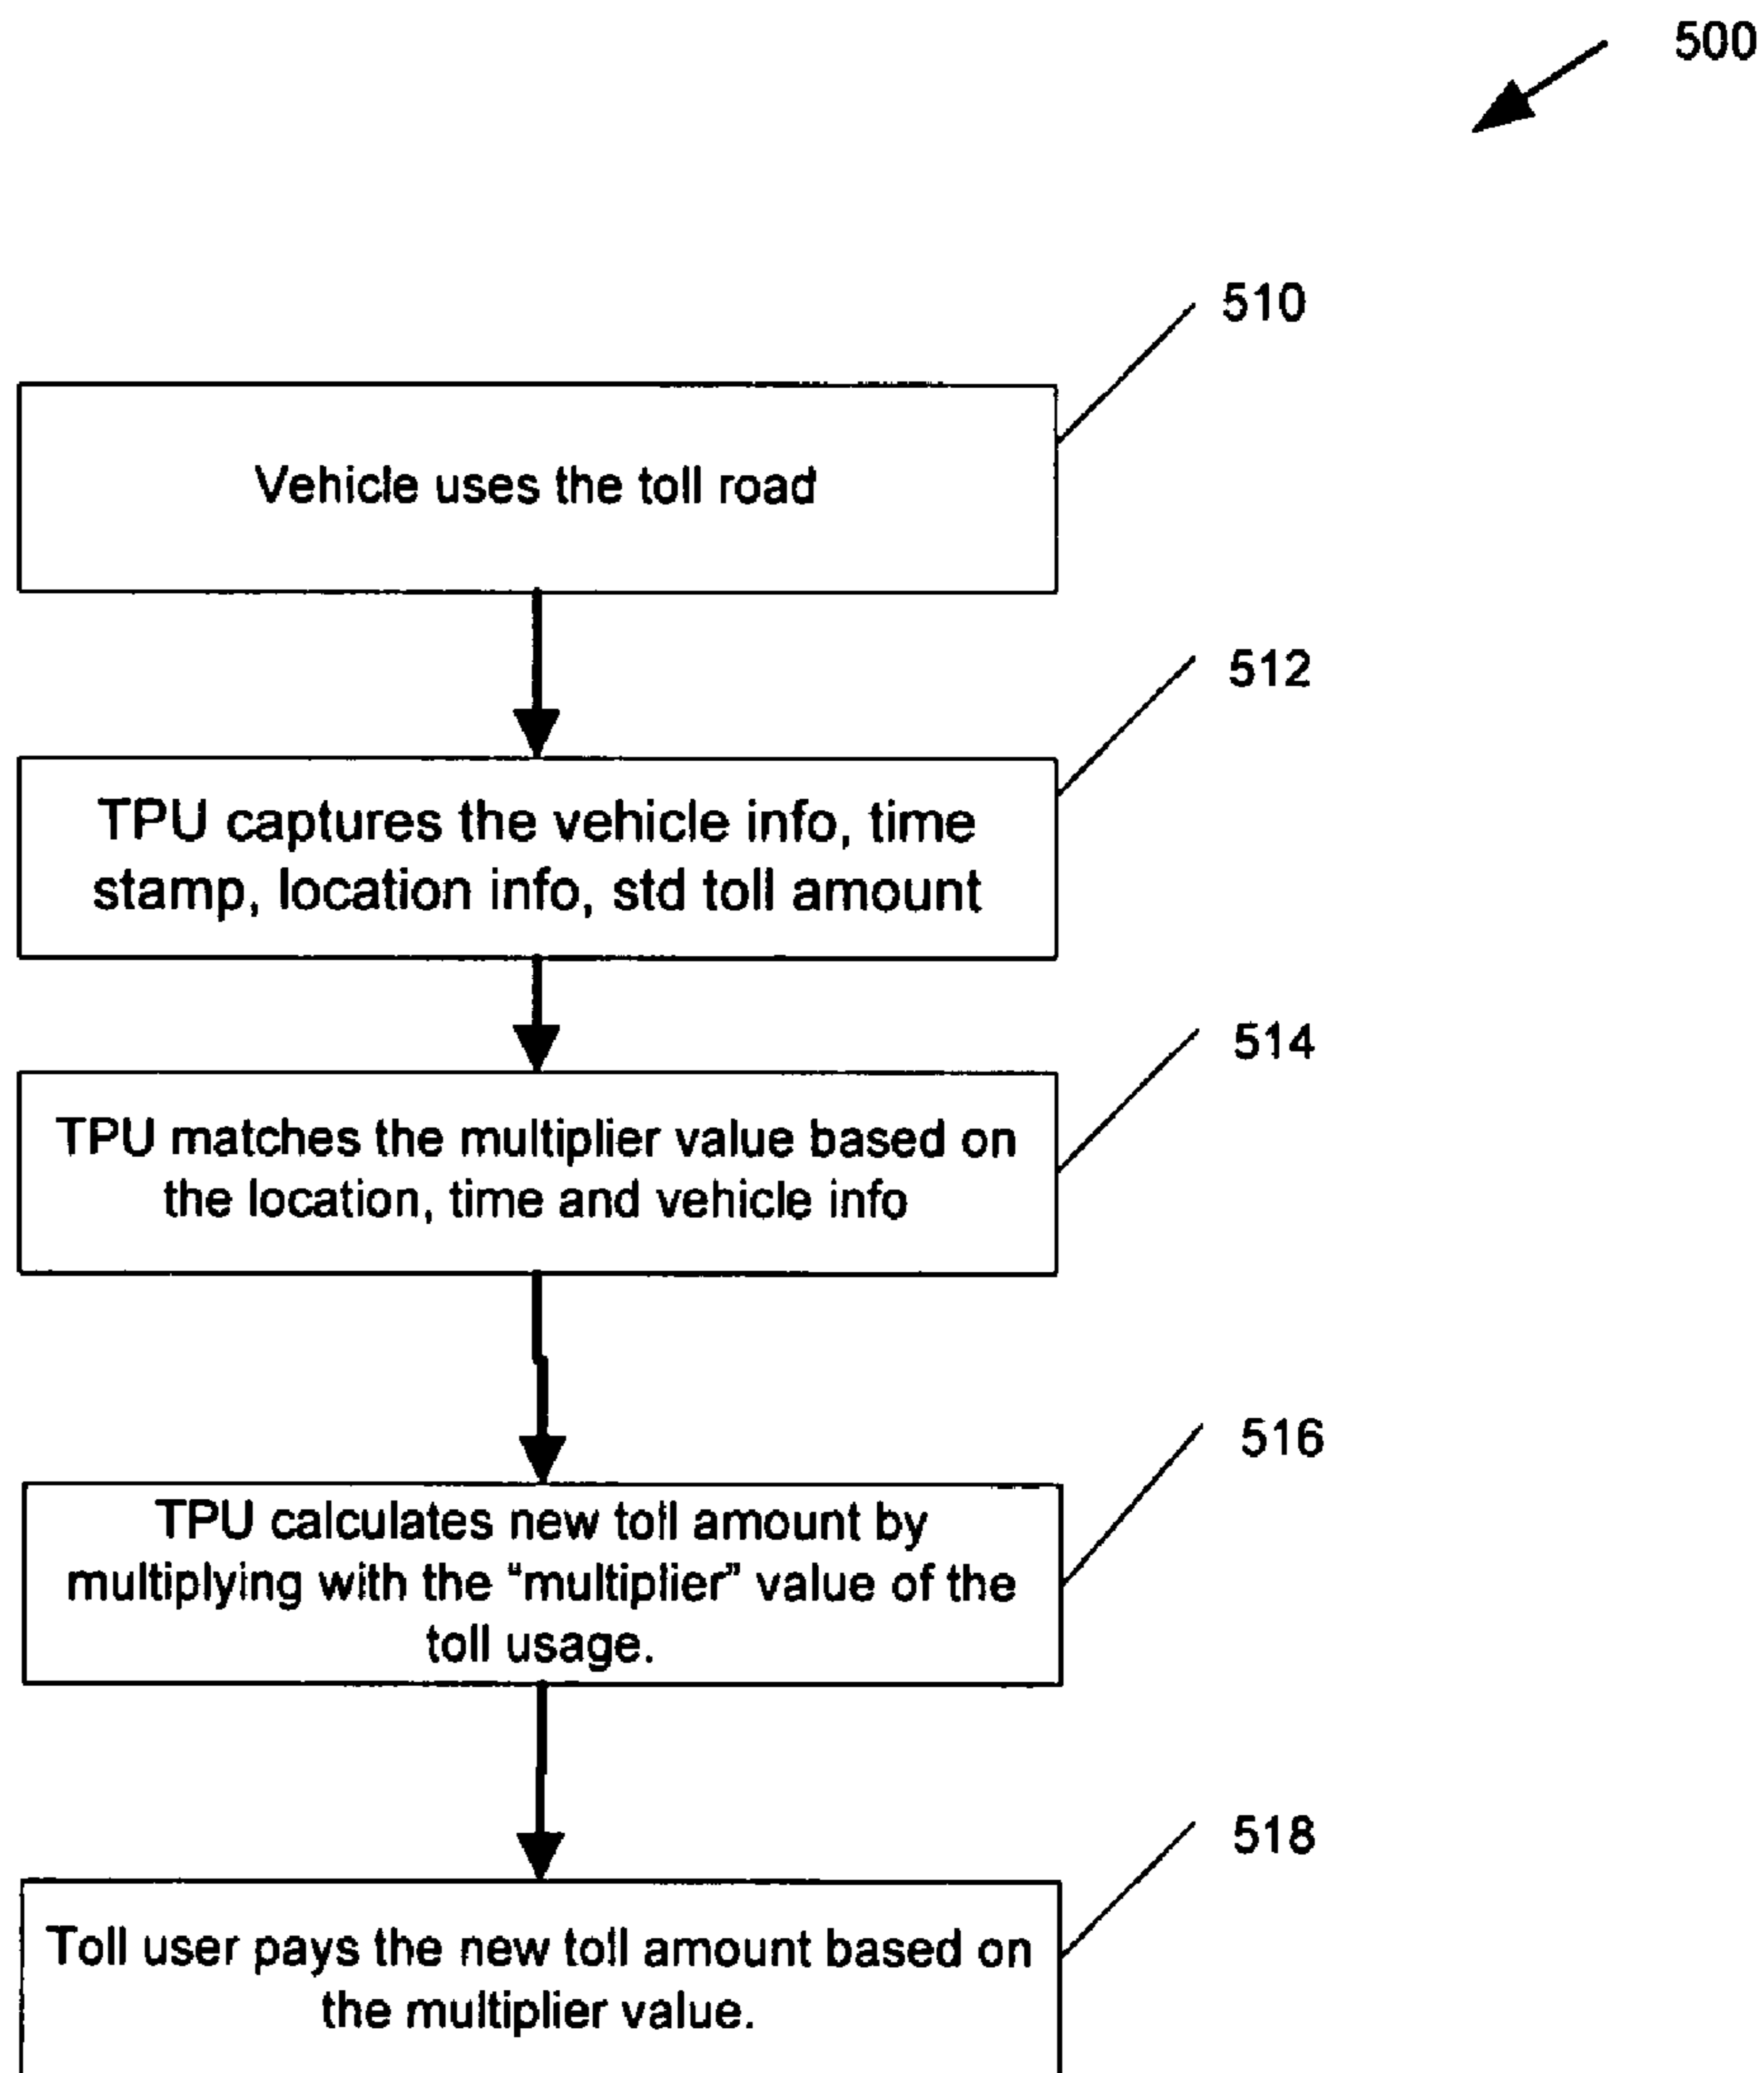 500
510
Vehicle uses the toll road
512
TPU captures the vehicle info, time
stamp, location info, std toll amount
514
TPU matches the multiplier value based on
the location, time and vehicle info
516
TPU calculates new toll amount by
multiplying with the “multiplier” value of the
toll usage.
518
Toll user pays the new toll amount based on
the multiplier value.